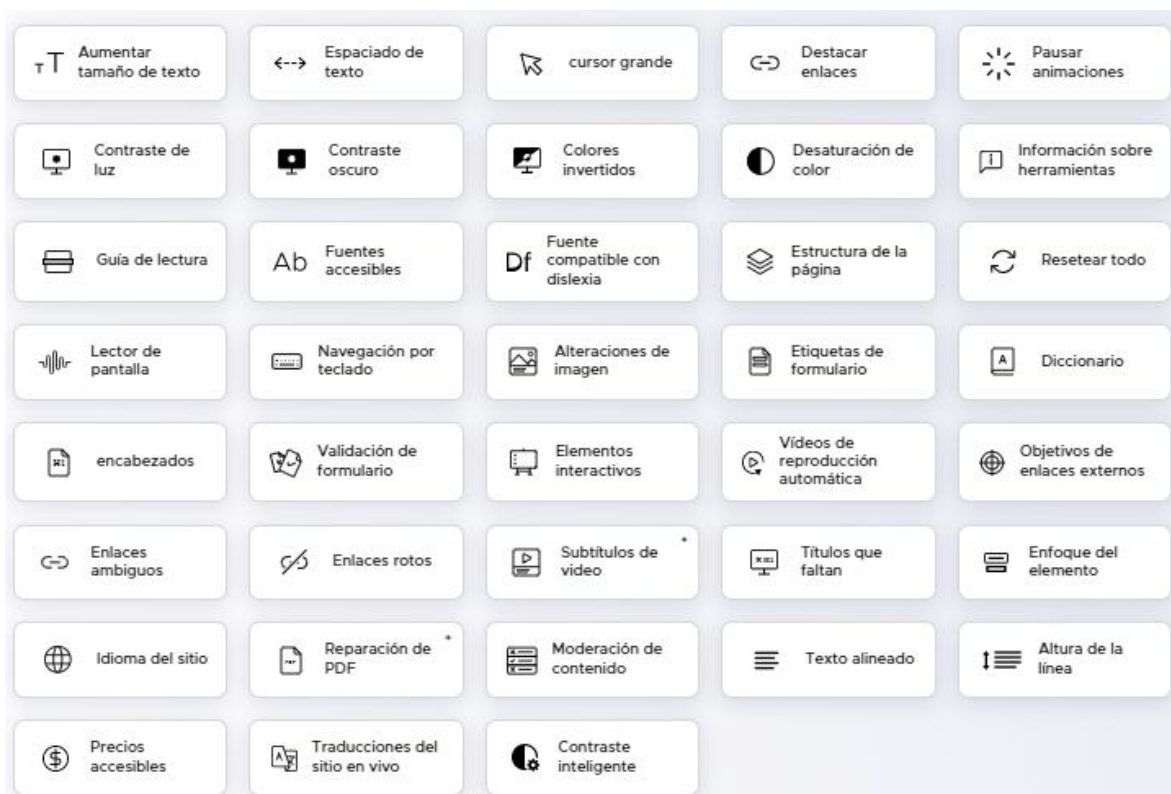 Aumentar
tamaño de texto
Espaciado de
texto
cursor grande
Destacar
enlaces
Pausar
animaciones
Contraste de
luz
Contraste
oscuro
Colores
invertidos
Desaturación de
color
Información sobre
herramientas
Guía de lectura
Fuentes
accesibles
Fuente
compatible con
dislexia
Estructura de la
página
Resetear todo
Lector de
pantalla
Navegación por
teclado
Alteraciones de
imagen
Etiquetas de
formulario
Diccionario
encabezados
Validación de
formulario
Elementos
interactivos
Vídeos de
reproducción
automática
Objetivos de
enlaces externos
Enlaces
ambiguos
Enlaces rotos
Subtítulos de *
video
Títulos que
faltan
Enfoque del
elemento
Idioma del sitio
Reparación de *
PDF
Moderación de
contenido
Texto alineado
Altura de la
línea
Precios
accesibles
Traducciones del
sitio en vivo
Contraste
inteligente